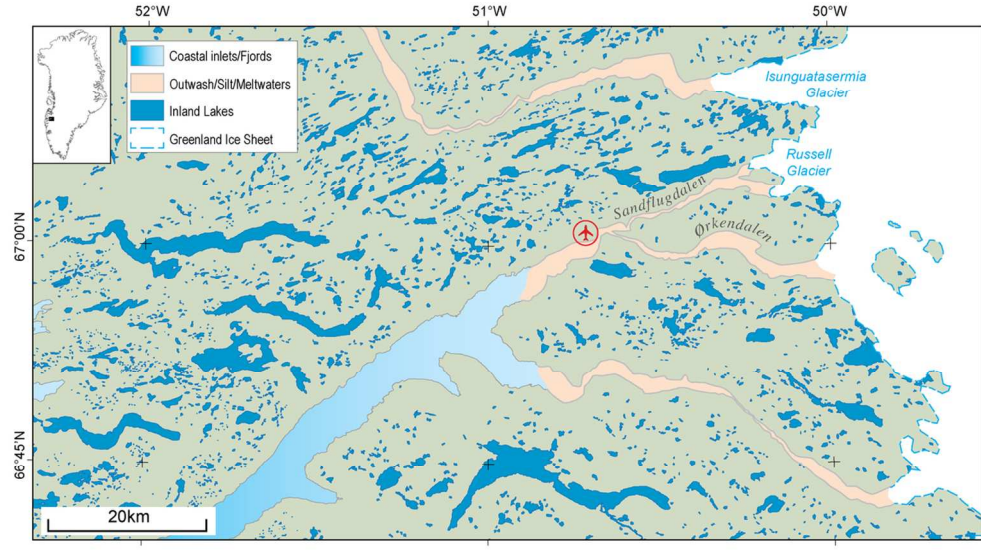 52°W
51°W
50°W
Coastal inlets/Fjords
Outwash/Silt/Meltwaters
Inland Lakes
Greenland Ice Sheet
Isunguatasermia
Glacier
Russell
Glacier
Sandflugdalen
Ørkendalen
67°00'N
66°45'N
20km